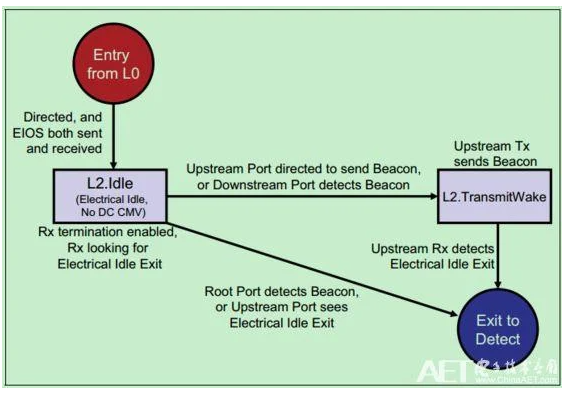 Entry
from L0
Directed, and
EIOS both sent
and received
L2.Idle
(Electrical Idle,
No DC CMV)
Rx termination enabled,
Rx looking for
Electrical Idle Exit
Upstream Port directed to send Beacon,
or Downstream Port detects Beacon
Upstream Tx
sends Beacon
L2.TransmitWake
Upstream Rx detects
Electrical Idle Exit
Root Port detects Beacon,
or Upstream Port sees
Electrical Idle Exit
Exit to
Detect
AET
www.ChinaAET.com